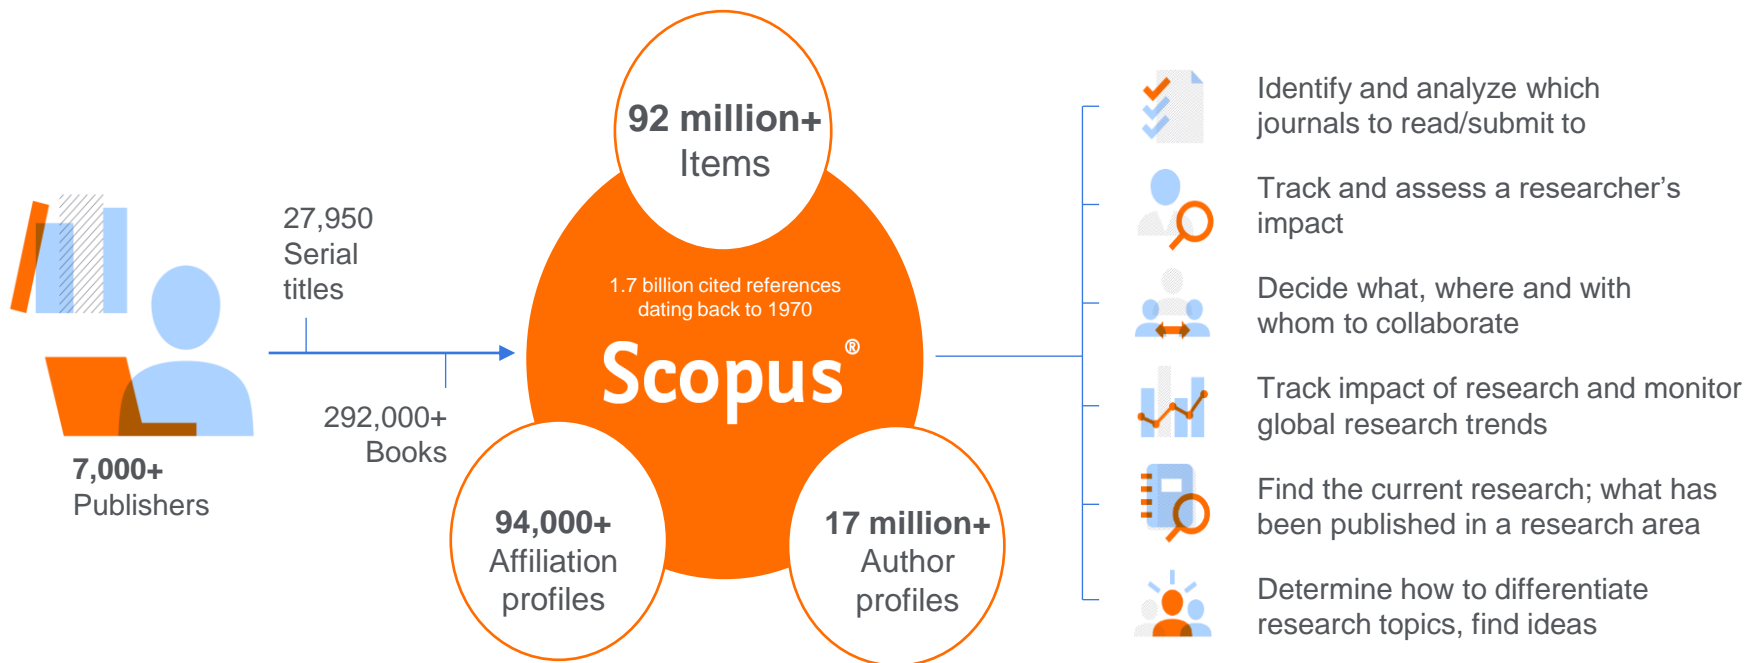 7,000+
Publishers
27,950
Serial
titles
292,000+
Books
92 million+
Items
1.7 billion cited references
dating back to 1970
Scopus®
94,000+
Affiliation
profiles
17 million+
Author
profiles
Identify and analyze which
journals to read/submit to
Track and assess a researcher’s
impact
Decide what, where and with
whom to collaborate
Track impact of research and monitor
global research trends
Find the current research; what has
been published in a research area
Determine how to differentiate
research topics, find ideas